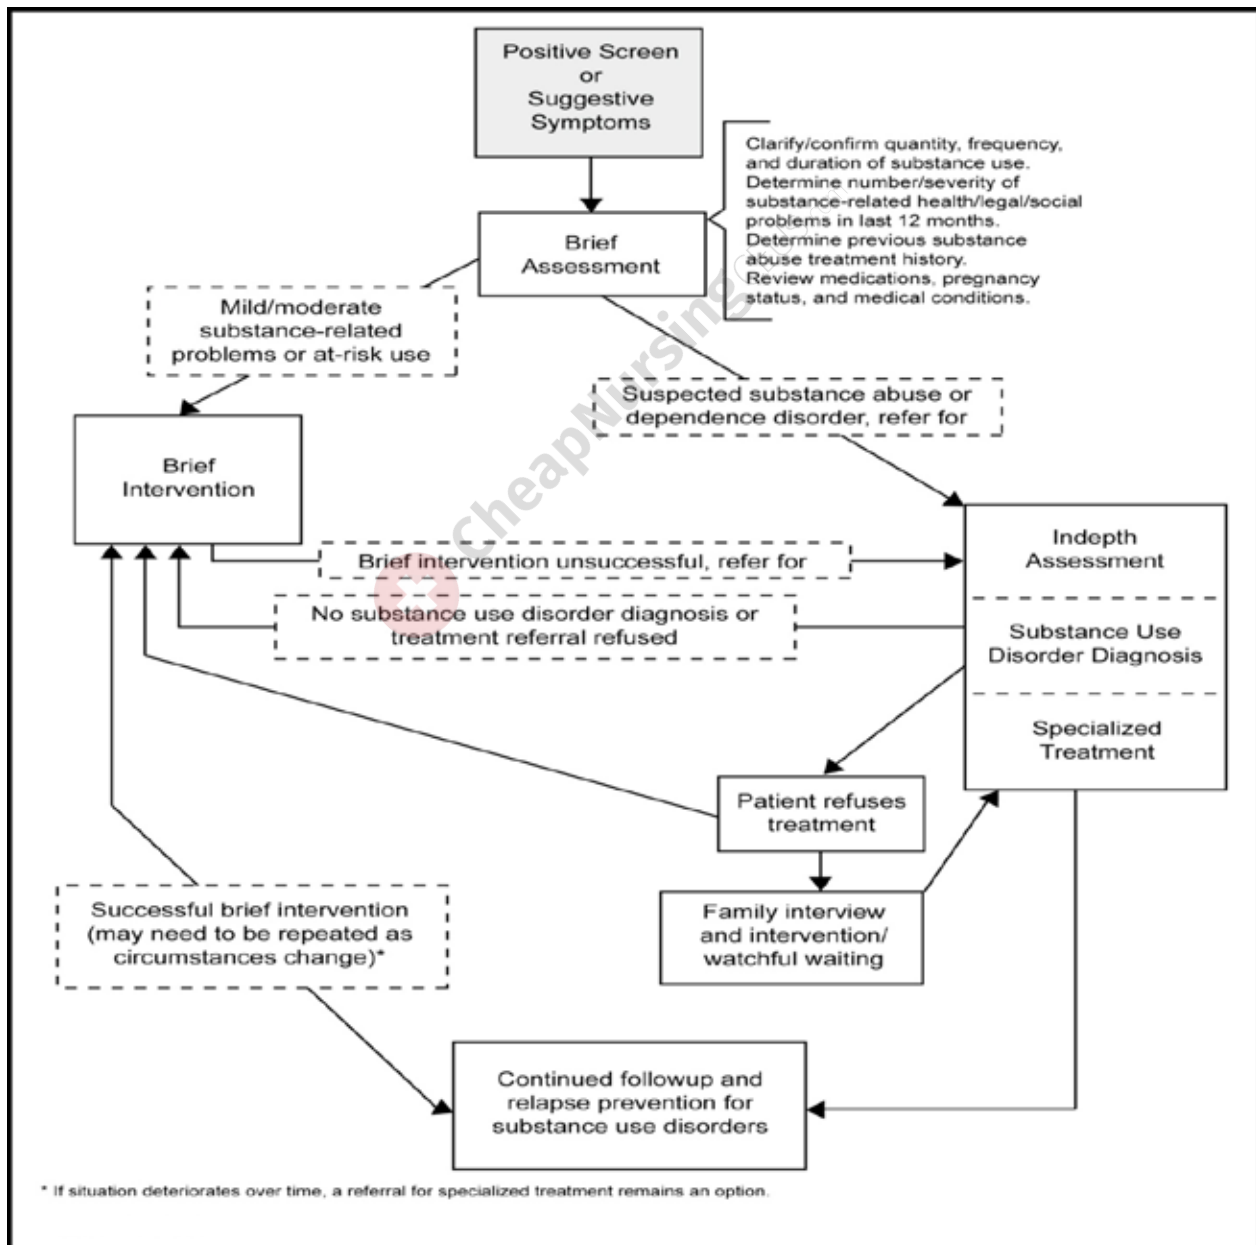 Positive Screen
or
Suggestive
Symptoms
Clarify/confirm quantity, frequency,
and duration of substance use.
Determine number/severity of
substance-related health/legal/social
problems in last 12 months.
Determine previous substance
abuse treatment history.
Review medications, pregnancy
status, and medical conditions.
Brief
Assessment
Mild/moderate
substance-related
problems or at-risk use
Suspected substance abuse or
dependence disorder, refer for
Brief
Intervention
Indepth
Assessment
Brief intervention unsuccessful, refer for
No substance use disorder diagnosis or
treatment referral refused
Substance Use
Disorder Diagnosis
Specialized
Treatment
Patient refuses
treatment
Family interview
and intervention/
watchful waiting
Successful brief intervention
(may need to be repeated as
circumstances change)*
Continued followup and
relapse prevention for
substance use disorders
* If situation deteriorates over time, a referral for specialized treatment remains an option.
CheapNursing